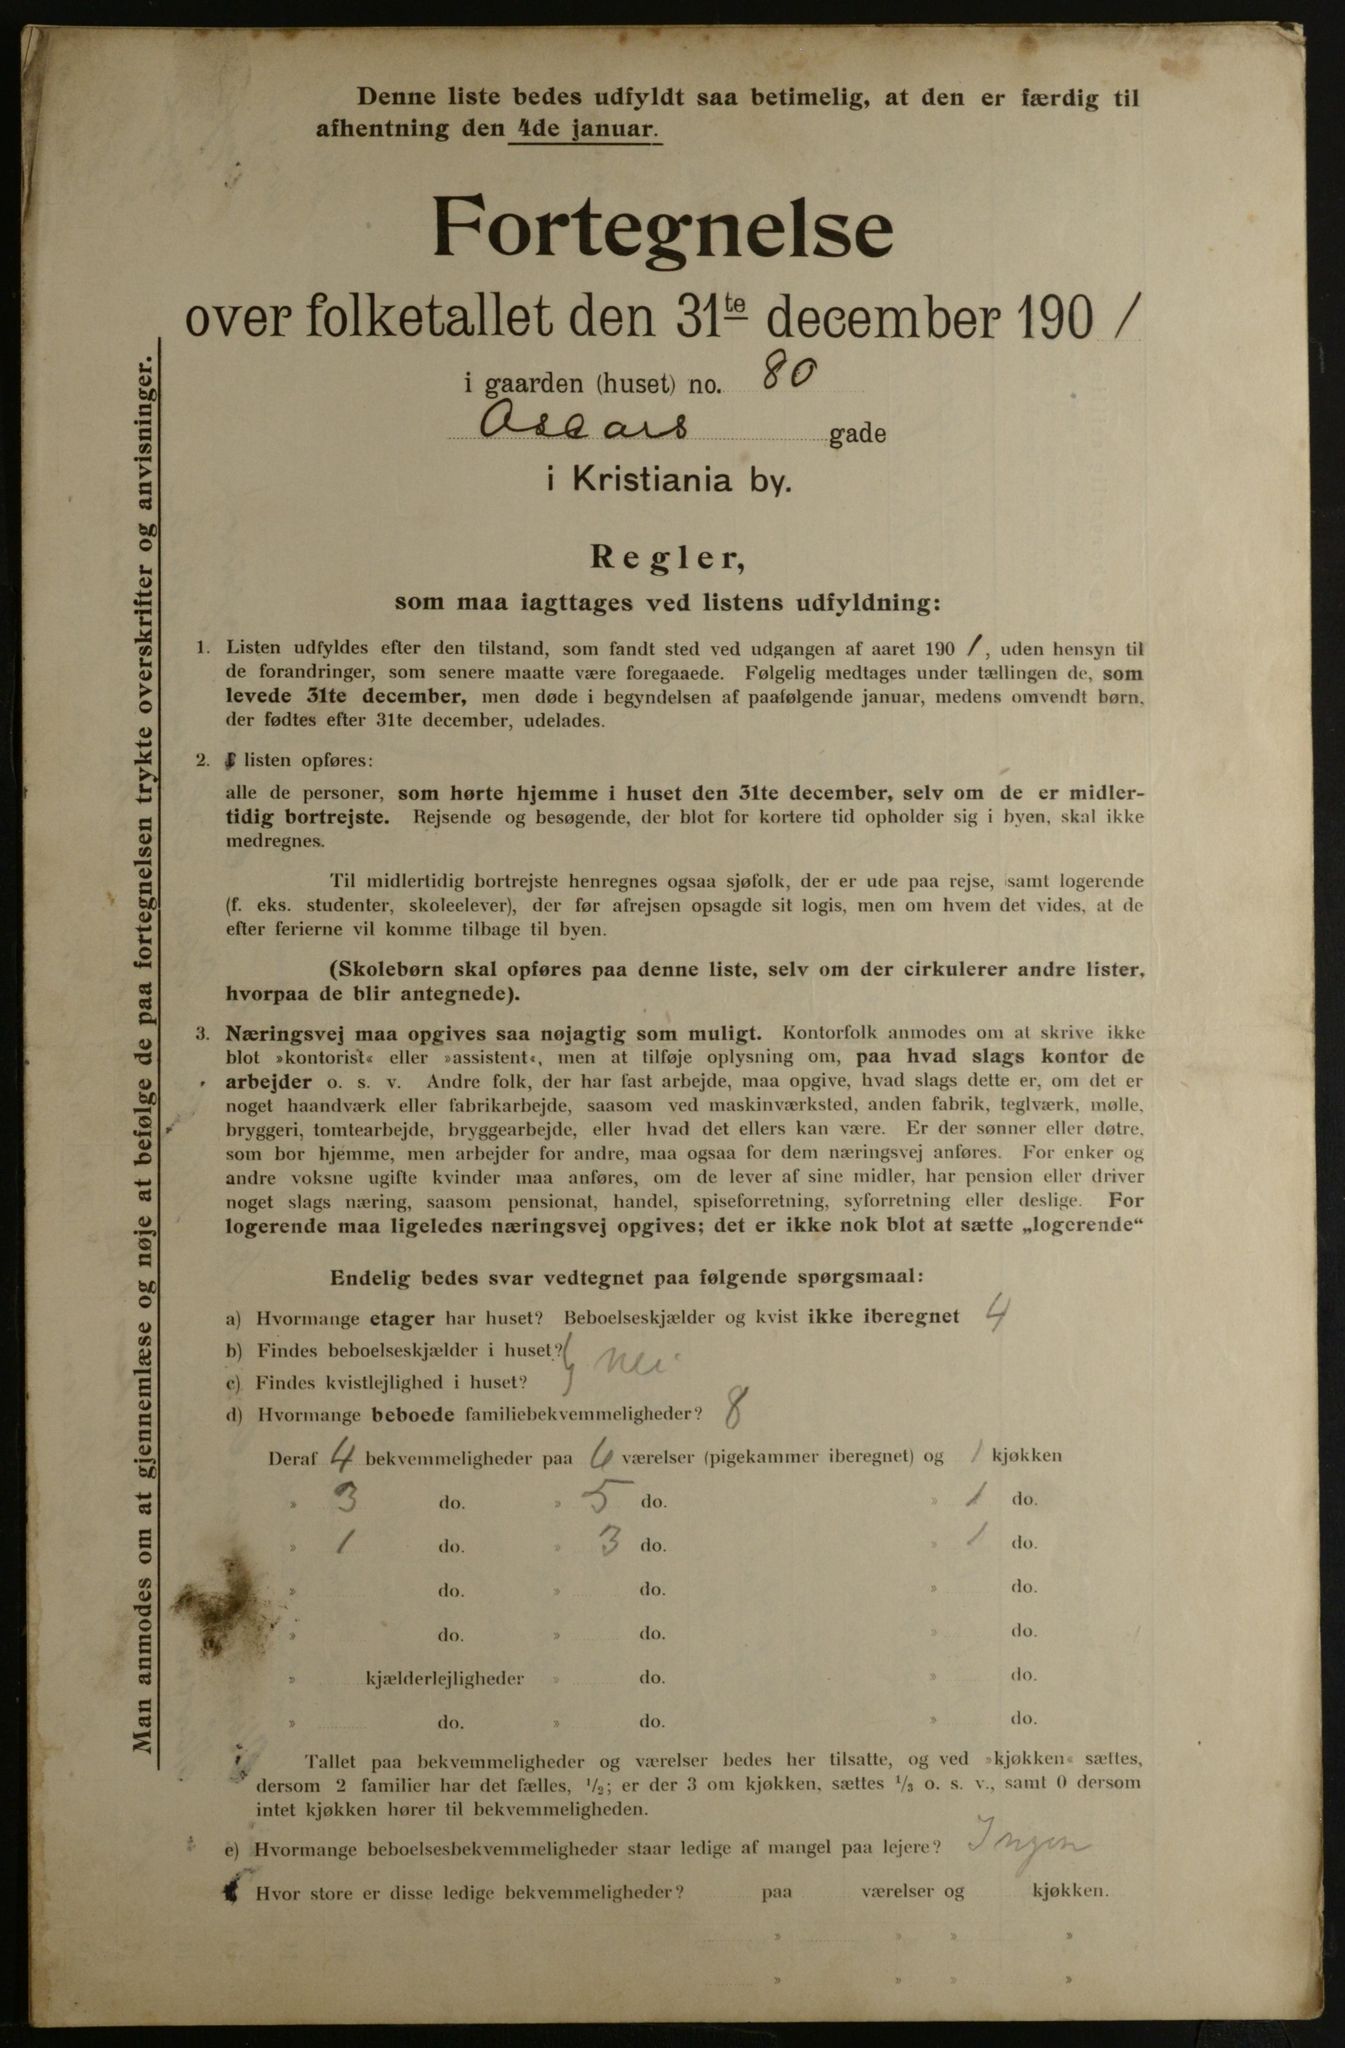 Denne liste bedes udfyldt saa betimelig, at den er færdig til
afhentning den 4de januar.
Fortegnelse
over folketallet den 31te december 190 1
i gaarden (huset) no. 80
Oscars gade
i Kristiania by.
Regler,
som maa iagttages ved listens udfyldning:
1. Listen udfyldes efter den tilstand, som fandt sted ved udgangen af aaret 190 1, uden hensyn til
de forandringer, som senere maatte være foregaaede. Følgelig medtages under tællingen de, som
levede 31te december, men døde i begyndelsen af paafølgende januar, medens omvendt børn,
der fødtes efter 31te december, udelades.
2. I listen opføres:
alle de personer, som hørte hjemme i huset den 31te december, selv om de er midler-
tidig bortrejste. Rejsende og besøgende, der blot for kortere tid opholder sig i byen, skal ikke
medregnes.
Til midlertidig bortrejste henregnes ogsaa sjøfolk, der er ude paa rejse, samt logerende
(f. eks. studenter, skoleelever), der før afrejsen opsagde sit logis, men om hvem det vides, at de
efter ferierne vil komme tilbage til byen.
(Skolebørn skal opføres paa denne liste, selv om der cirkulerer andre lister,
hvorpaa de blir antegnede).
3. Næringsvej maa opgives saa nøjagtig som muligt. Kontorfolk anmodes om at skrive ikke
blot »kontorist« eller »assistent«, men at tilføje oplysning om, paa hvad slags kontor de
arbejder o. s. v. Andre folk, der har fast arbejde, maa opgive, hvad slags dette er, om det er
noget haandværk eller fabrikarbejde, saasom ved maskinværksted, anden fabrik, teglværk, mølle,
bryggeri, tomtearbejde, bryggearbejde, eller hvad det ellers kan være. Er der sønner eller døtre,
som bor hjemme, men arbejder for andre, maa ogsaa for dem næringsvej anføres. For enker og
andre voksne ugifte kvinder maa anføres, om de lever af sine midler, har pension eller driver
noget slags næring, saasom pensionat, handel, spiseforretning, syforretning eller deslige. For
logerende maa ligeledes næringsvej opgives; det er ikke nok blot at sætte „logerende“
Endelig bedes svar vedtegnet paa følgende spørgsmaal:
a) Hvormange etager har huset? Beboelseskjælder og kvist ikke iberegnet 4
b) Findes beboelseskjælder i huset?
Nei
c) Findes kvistlejlighed i huset?
d) Hvormange beboede familiebekvemmeligheder? 8
Deraf 4 bekvemmeligheder paa 6 værelser (pigekammer iberegnet) og 1 kjøkken
» 3 do. » 5 do. » 1 do.
» 1 do. » 3 do. » 1 do.
» do. » do. » do.
» do. » do. » do.
» kjælderlejligheder » do. » do.
» do. » do. » do.
Tallet paa bekvemmeligheder og værelser bedes her tilsatte, og ved »kjøkken« sættes,
dersom 2 familier har det fælles, 1/2; er der 3 om kjøkken, sættes 1/3 o. s. v., samt 0 dersom
intet kjøkken hører til bekvemmeligheden.
e) Hvormange beboelsesbekvemmeligheder staar ledige af mangel paa lejere? Ingen
Hvor store er disse ledige bekvemmeligheder? paa værelser og kjøkken.
» » » »
» » » »
Man anmodes om at gjennemlæse og nøje at befølge de paa fortegnelsen trykte overskrifter og anvisninger.